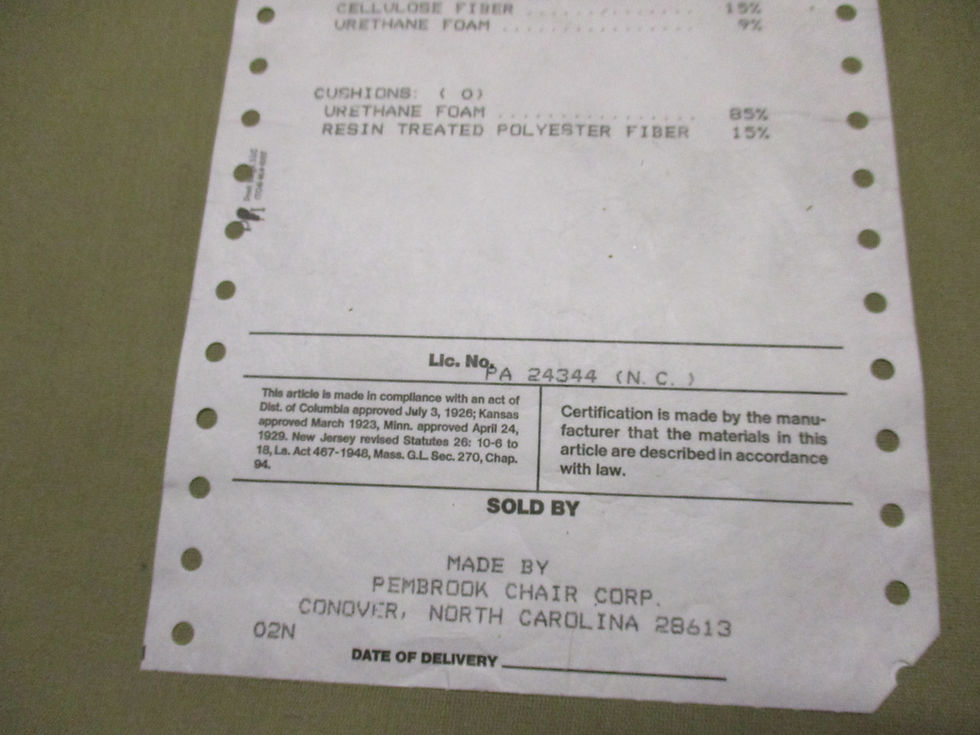 CELLULOSE FIBER ................ 15%
URETHANE FOAM ................ 9%
CUSHIONS: ( 0)
URETHANE FOAM ................ 85%
RESIN TREATED POLYESTER FIBER 15%
Lic. No. PA 24344 (N.C.)
This article is made in compliance with an act of
Dist. of Columbia approved July 3, 1926; Kansas
approved March 1923, Minn. approved April 24,
1929. New Jersey revised Statutes 26: 10-6 to
18, La. Act 467-1948, Mass. G.L. Sec. 270, Chap.
94.
Certification is made by the manu-
facturer that the materials in this
article are described in accordance
with law.
SOLD BY
MADE BY
PEMBROOK CHAIR CORP.
CONOVER, NORTH CAROLINA 28613
02N
DATE OF DELIVERY